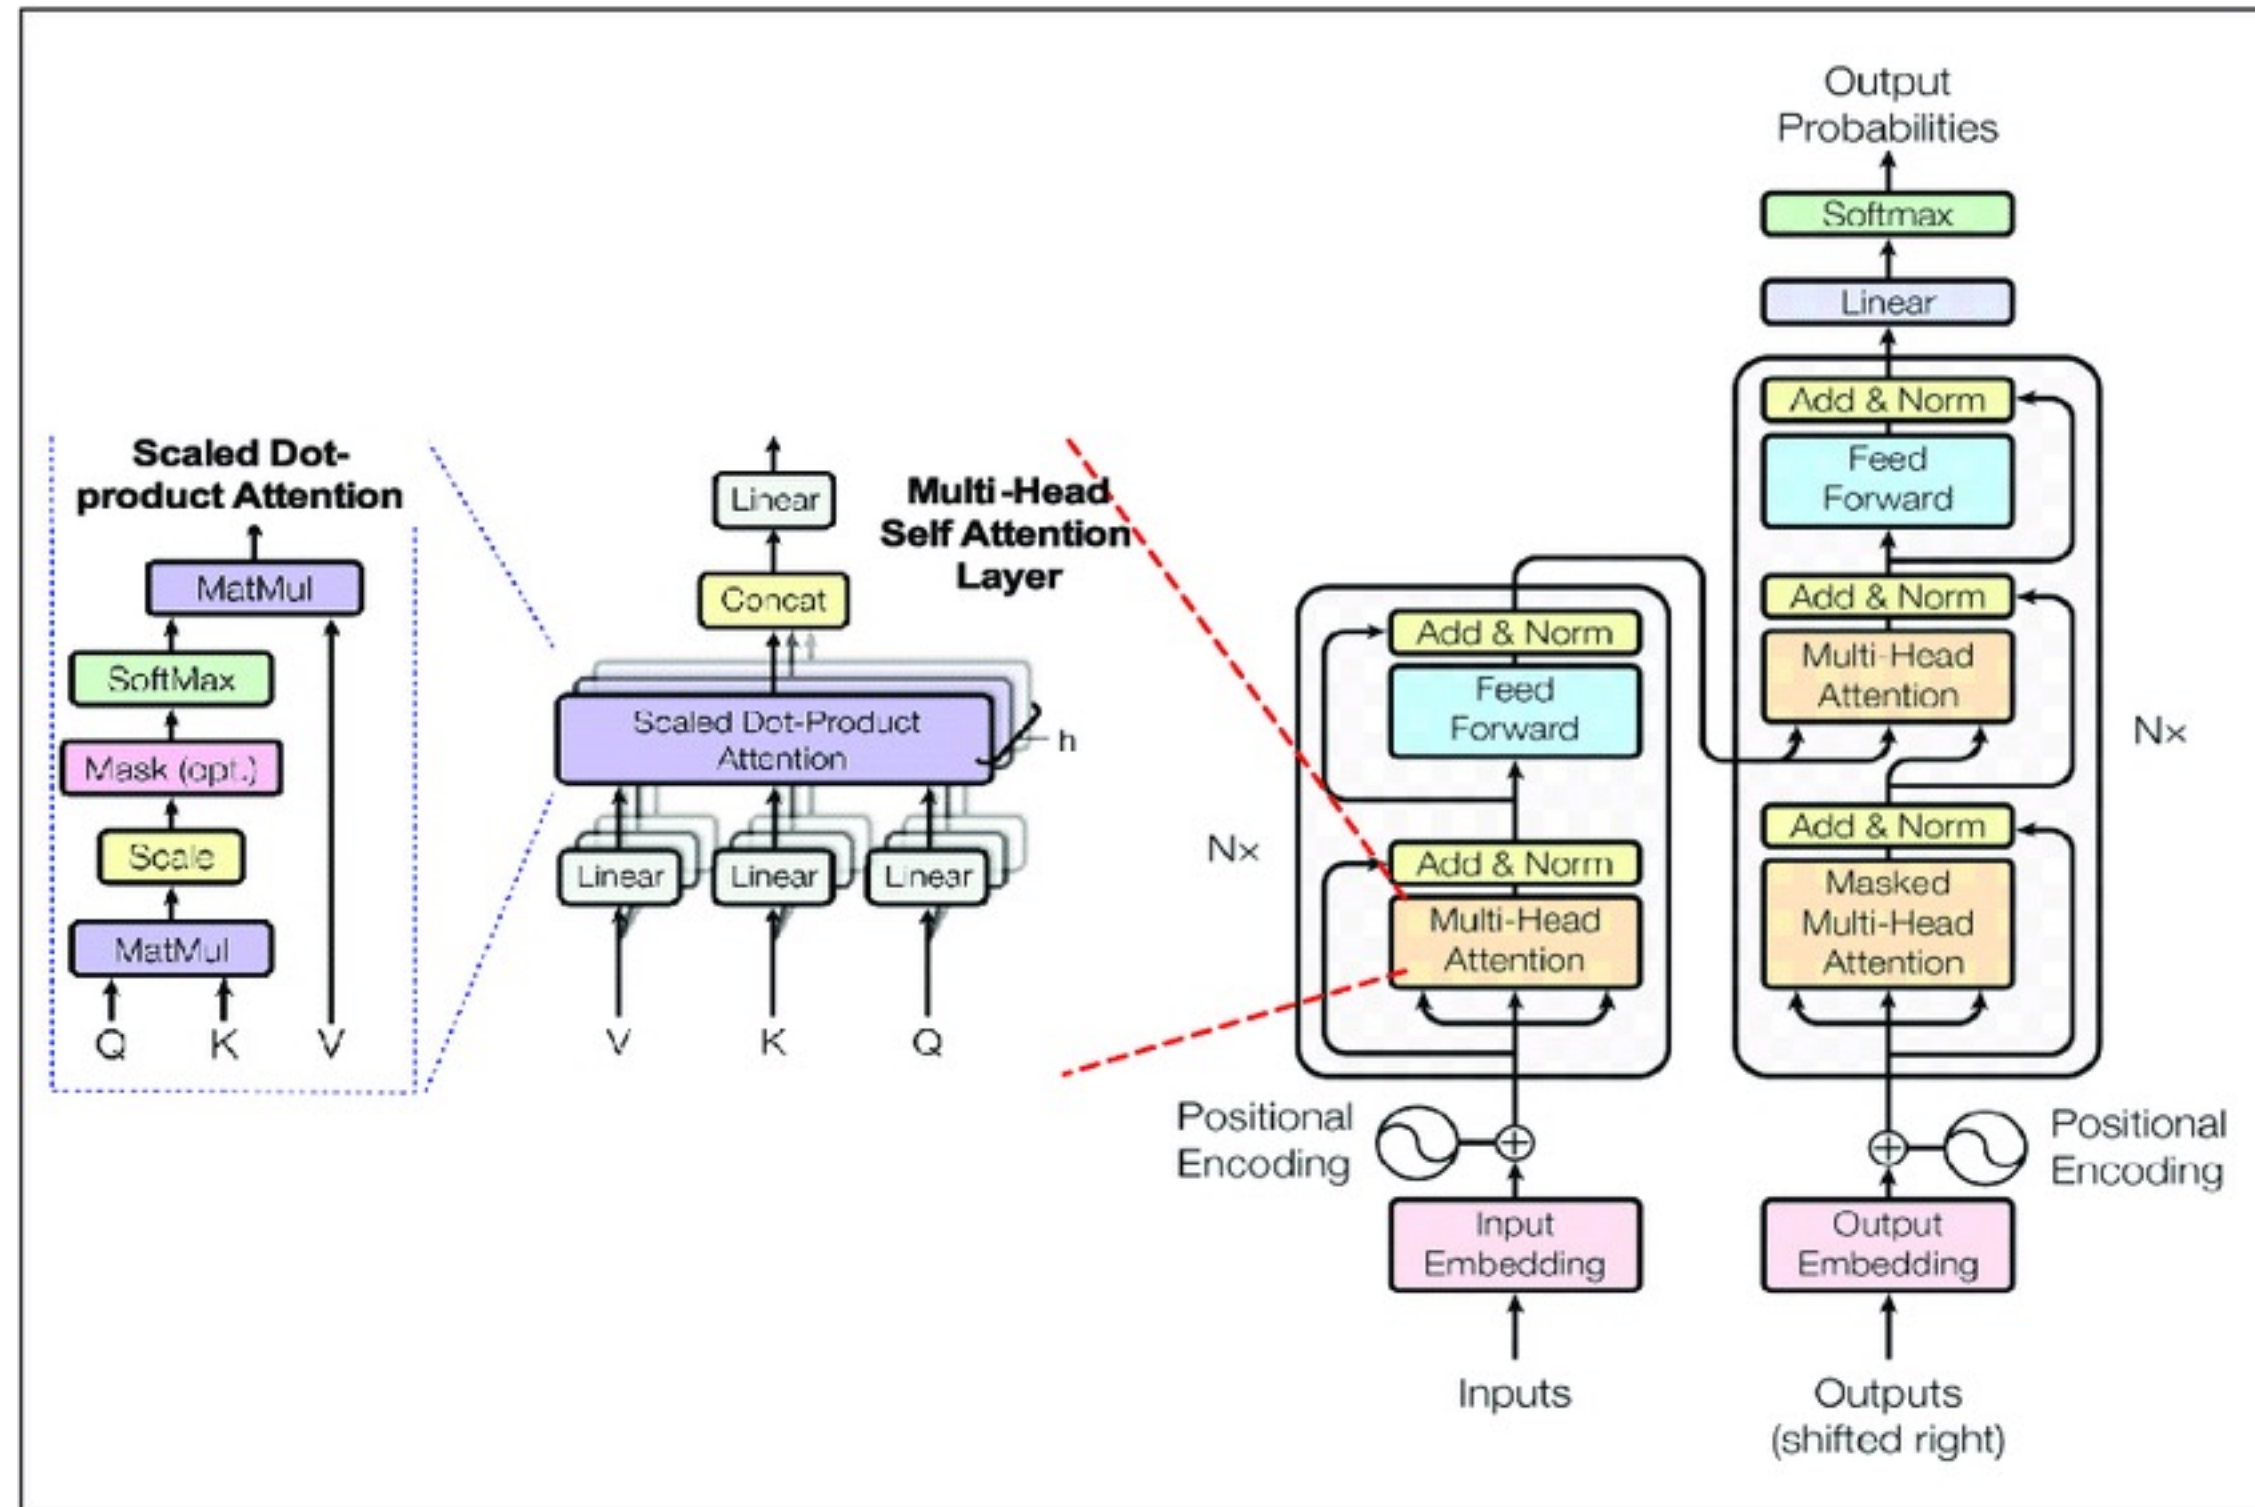 Scaled Dot-
product Attention
MatMul
SoftMax
Mask (opt.)
Scale
MatMul
Q
K
V
Linear
Multi-Head
Self Attention
Layer
Concat
Scaled Dot-Product
Attention
h
Linear
Linear
Linear
V
K
Q
Add & Norm
Feed
Forward
Nx
Add & Norm
Multi-Head
Attention
Positional
Encoding
Input
Embedding
Inputs
Output
Probabilities
Softmax
Linear
Add & Norm
Feed
Forward
Add & Norm
Multi-Head
Attention
Nx
Add & Norm
Masked
Multi-Head
Attention
Positional
Encoding
Output
Embedding
Outputs
(shifted right)